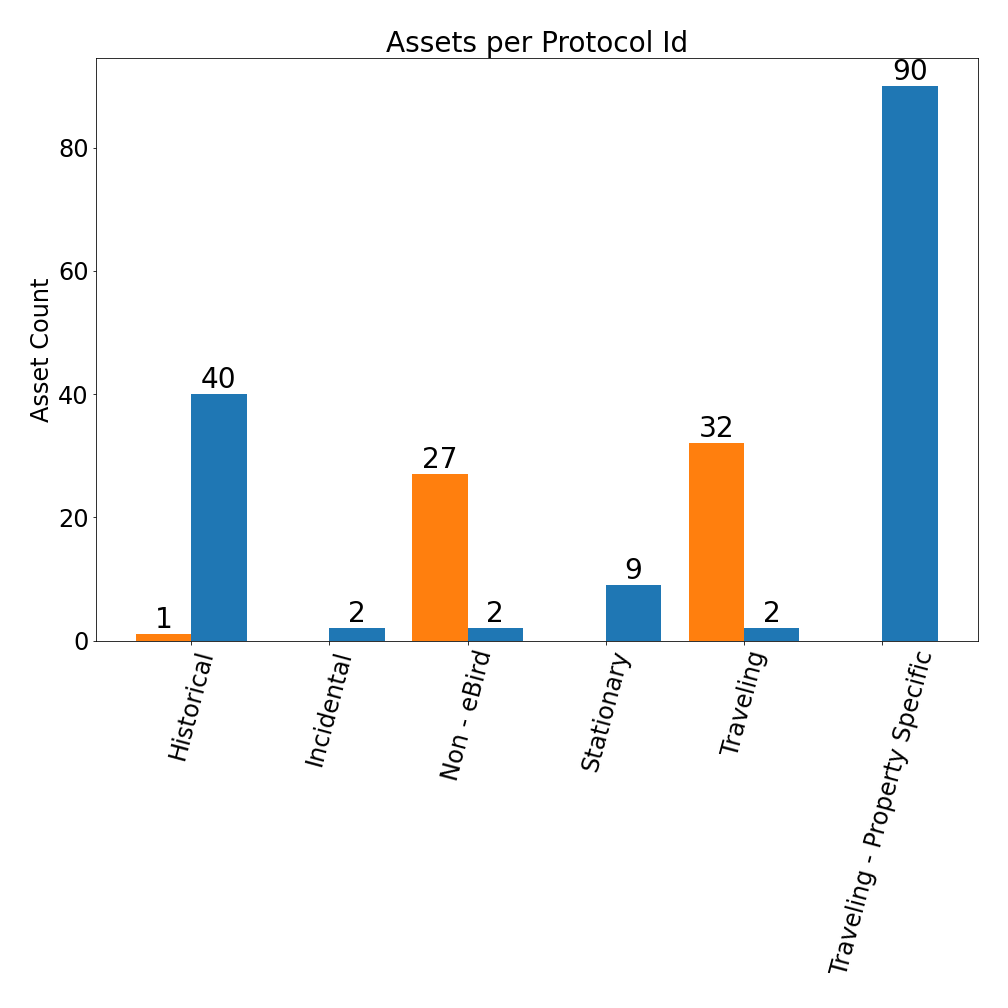 Assets per Protocol Id
Asset Count
80
60
40
20
0
1
40
2
27
2
9
32
2
90
Historical
Incidental
Non - eBird
Stationary
Traveling
Traveling - Property Specific